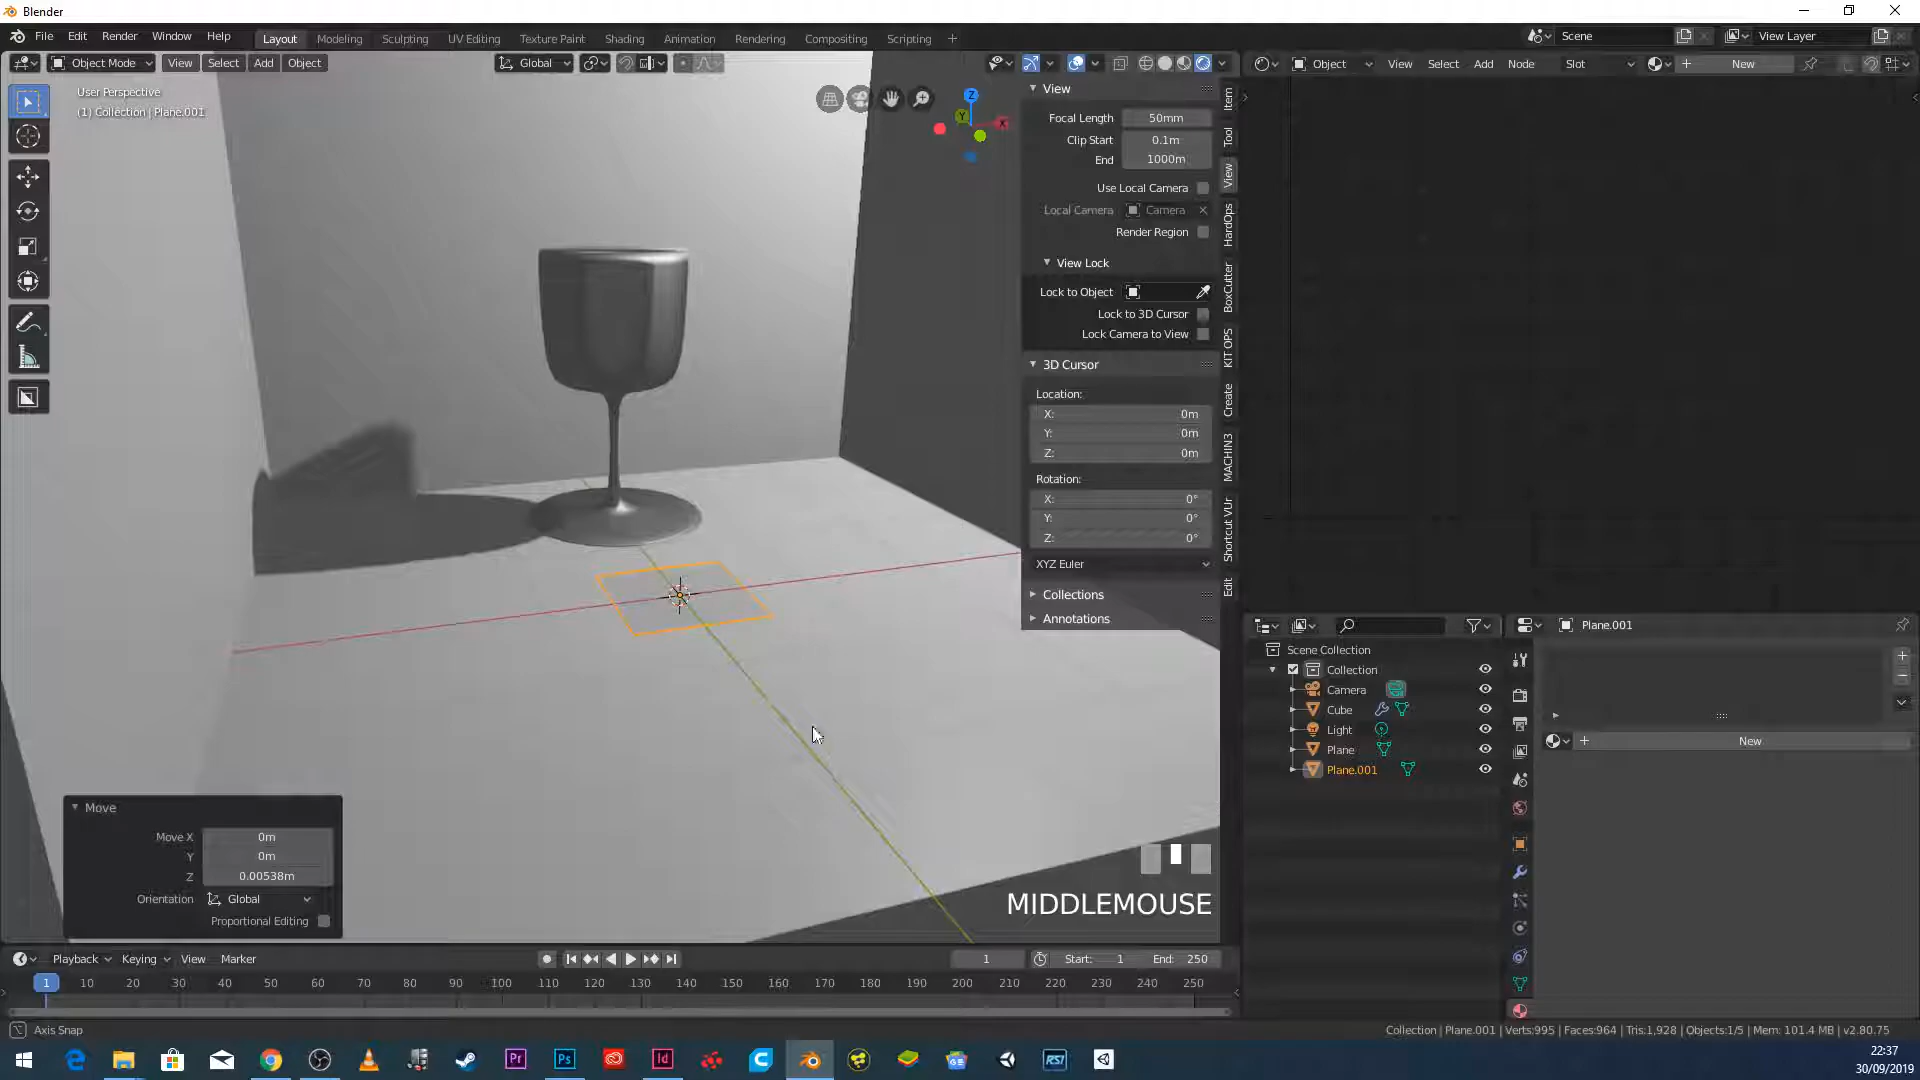 Blender
File Edit Render Window Help
Layout Modeling Sculpting UV Editing Texture Paint Shading Animation Rendering Compositing Scripting
Scene View Layer
Object Mode View Select Add Object
Global
Object View Select Add Node Slot New
User Perspective
(1) Collection | Plane.001
Z
Y
X
View
Focal Length 50mm
Clip Start 0.1m
End 1000m
Use Local Camera
Local Camera Camera
Render Region
View Lock
Lock to Object
Lock to 3D Cursor
Lock Camera to View
3D Cursor
Location:
X: 0m
Y: 0m
Z: 0m
Rotation:
X: 0°
Y: 0°
Z: 0°
XYZ Euler
Collections
Annotations
Item
Tool
View
HardOps
BoxCutter
KIT OPS
Create
MACHIN3
Shortcut VUr
Edit
Scene Collection
Collection
Camera
Cube
Light
Plane
Plane.001
Plane.001
New
Move
Move X 0m
Y 0m
Z 0.00538m
Orientation Global
Proportional Editing
MIDDLEMOUSE
Playback Keying View Marker
1 Start: 1 End: 250
1 10 20 30 40 50 60 70 80 90 100 110 120 130 140 150 160 170 180 190 200 210 220 230 240 250
Axis Snap
Collection | Plane.001 | Verts:995 | Faces:964 | Tris:1,928 | Objects:1/5 | Mem: 101.4 MB | v2.80.75
Pr Ps Id RS!
22:37
30/09/2019